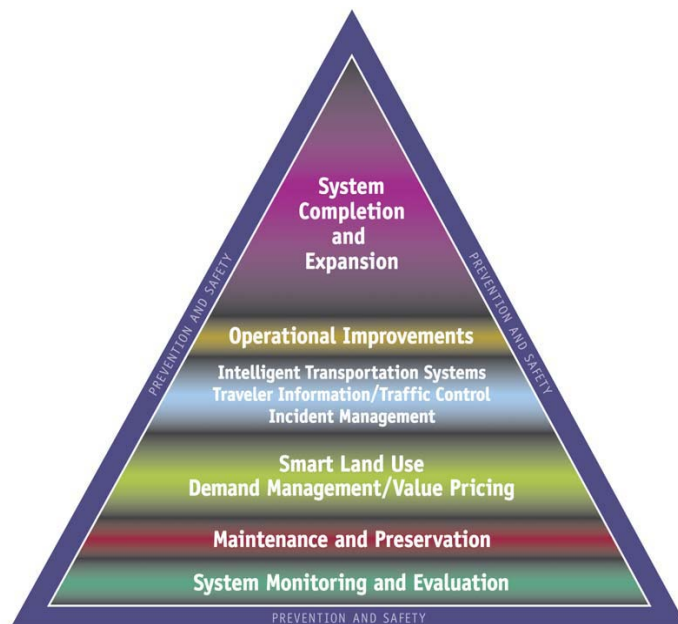 System
Completion
and
Expansion
PREVENTION AND SAFETY
PREVENTION AND SAFETY
Operational Improvements
Intelligent Transportation Systems
Traveler Information/Traffic Control
Incident Management
Smart Land Use
Demand Management/Value Pricing
Maintenance and Preservation
System Monitoring and Evaluation
PREVENTION AND SAFETY